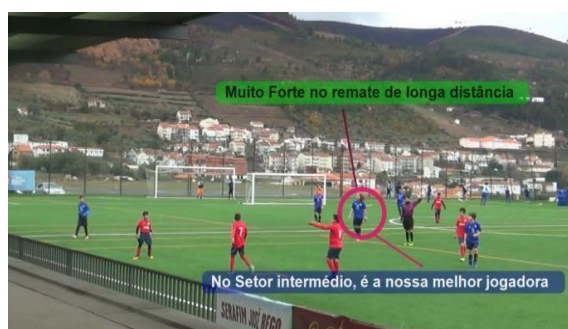 Muito Forte no remate de longa distância
No Setor intermédio, é a nossa melhor jogadora
SERAFIM JOSÉ REGO